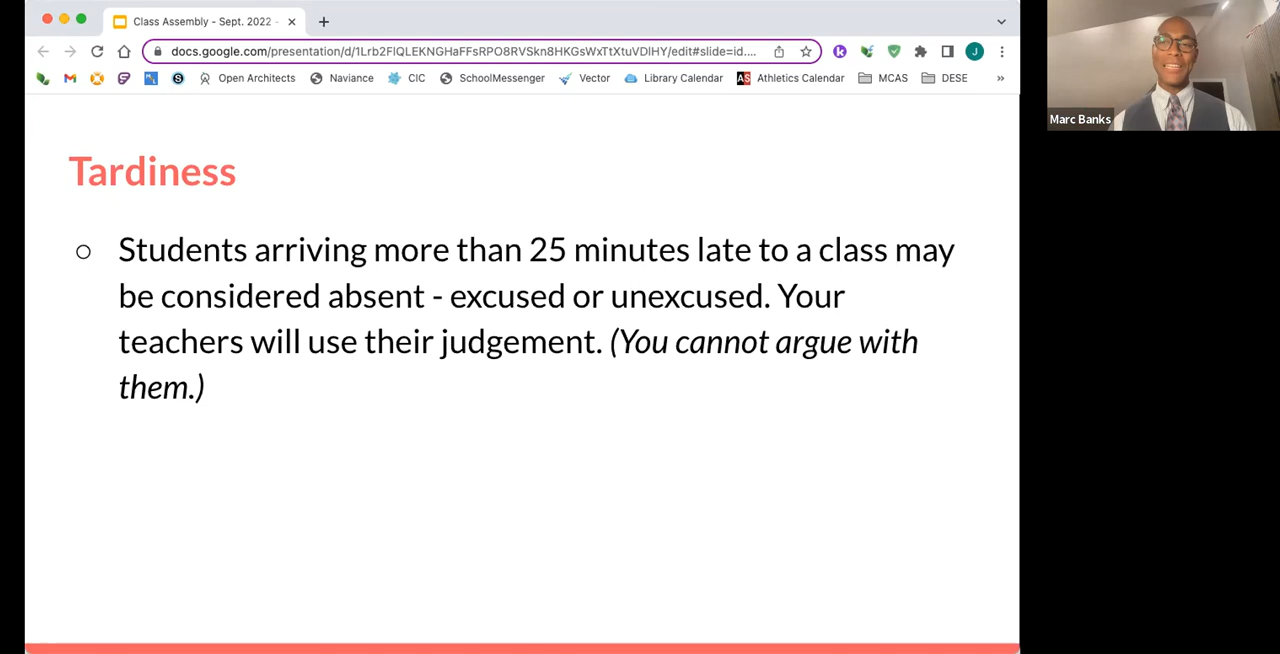 Class Assembly - Sept. 2022 -
docs.google.com/presentation/d/1Lrb2FlQLEKNGHaFFsRPO8RVSkn8HKGsWxTtXtuVDlHY/edit#slide=id....
J
Open Architects
Naviance
CIC
SchoolMessenger
Vector
Library Calendar
AS
Athletics Calendar
MCAS
DESE
»
Marc Banks
Tardiness
Students arriving more than 25 minutes late to a class may
be considered absent - excused or unexcused. Your
teachers will use their judgement. (You cannot argue with
them.)